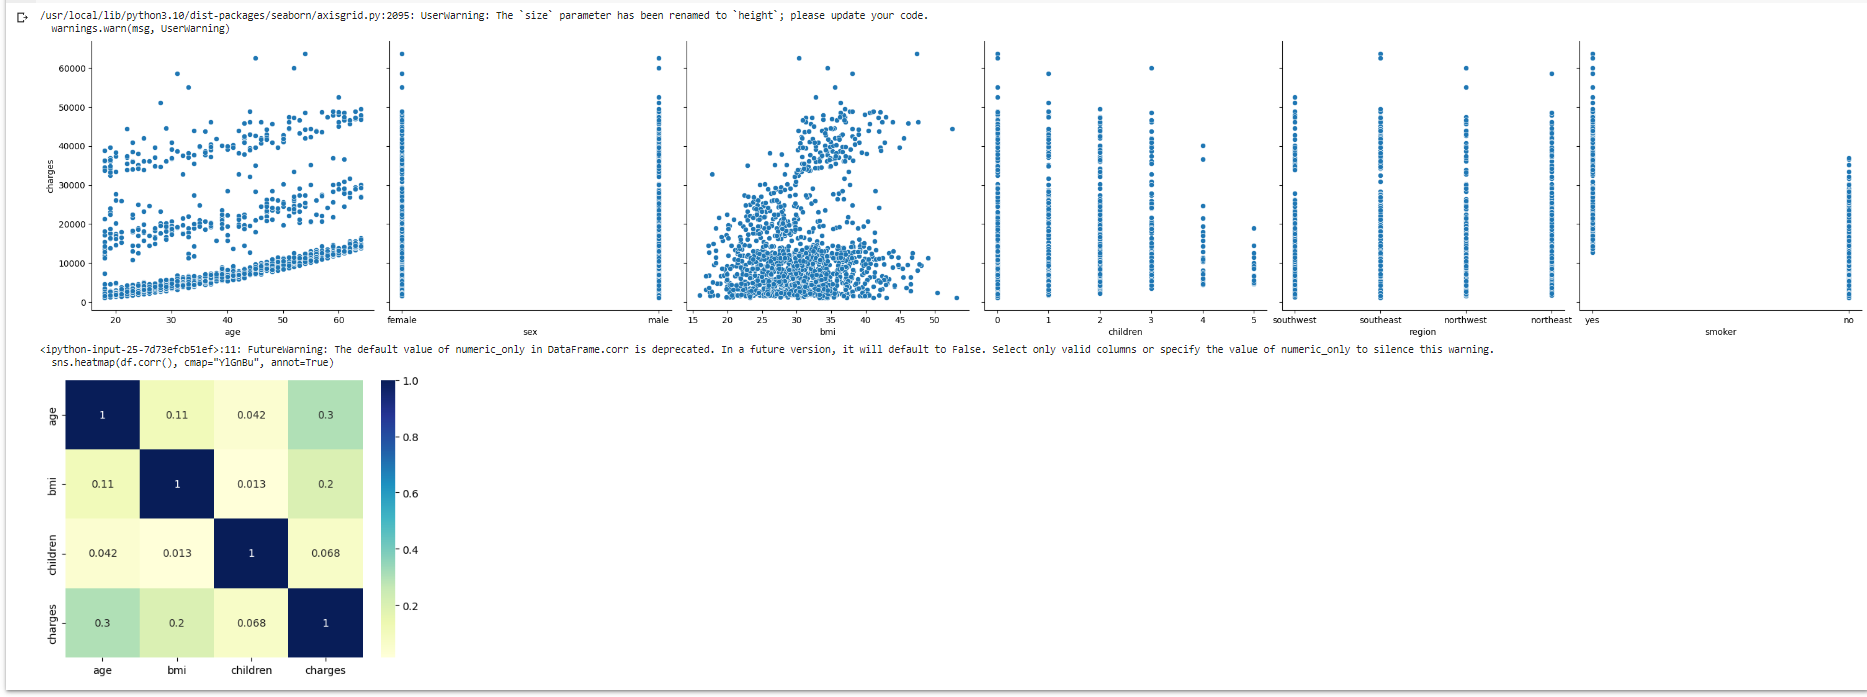 /usr/local/lib/python3.10/dist-packages/seaborn/axisgrid.py:2095: UserWarning: The `size` parameter has been renamed to `height`; please update your code.
warnings.warn(msg, UserWarning)
60000
50000
40000
30000
20000
10000
0
charges
20 30 40 50 60
age
female male
sex
15 20 25 30 35 40 45 50
bmi
0 1 2 3 4 5
children
southwest southeast northwest northeast
region
yes no
smoker
<ipython-input-25-7d73efcb51ef>:11: FutureWarning: The default value of numeric_only in DataFrame.corr is deprecated. In a future version, it will default to False. Select only valid columns or specify the value of numeric_only to silence this warning.
sns.heatmap(df.corr(), cmap="YlGnBu", annot=True)
age 1 0.11 0.042 0.3
bmi 0.11 1 0.013 0.2
children 0.042 0.013 1 0.068
charges 0.3 0.2 0.068 1
age bmi children charges
1.0
0.8
0.6
0.4
0.2